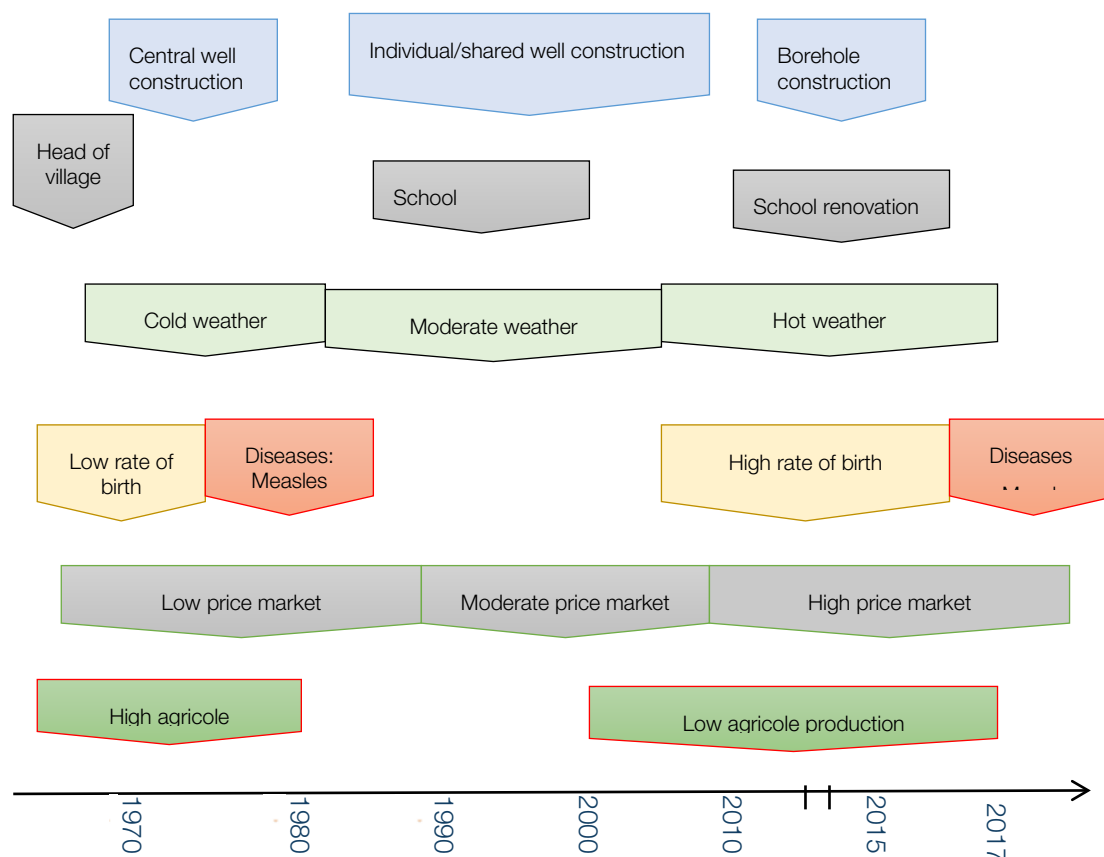 Central well
construction
Individual/shared well construction
Borehole
construction
Head of
village
School
School renovation
Cold weather
Moderate weather
Hot weather
Low rate of
birth
Diseases:
Measles
High rate of birth
Diseases
Low price market
Moderate price market
High price market
High agricole
Low agricole production
1970
1980
1990
2000
2010
2015
2017